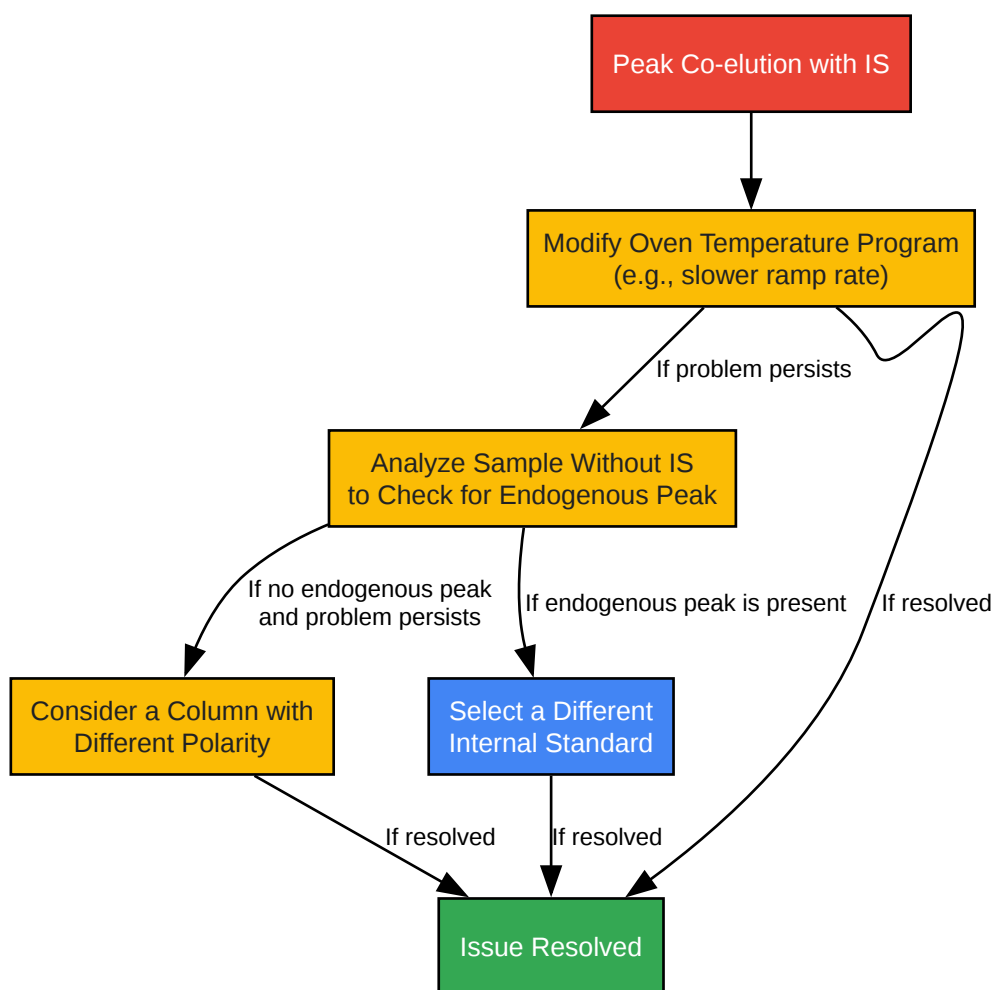 Peak Co-elution with IS
Modify Oven Temperature Program
(e.g., slower ramp rate)
If problem persists
Analyze Sample Without IS
to Check for Endogenous Peak
If no endogenous peak
and problem persists
If endogenous peak is present
If resolved
Consider a Column with
Different Polarity
Select a Different
Internal Standard
If resolved
If resolved
Issue Resolved